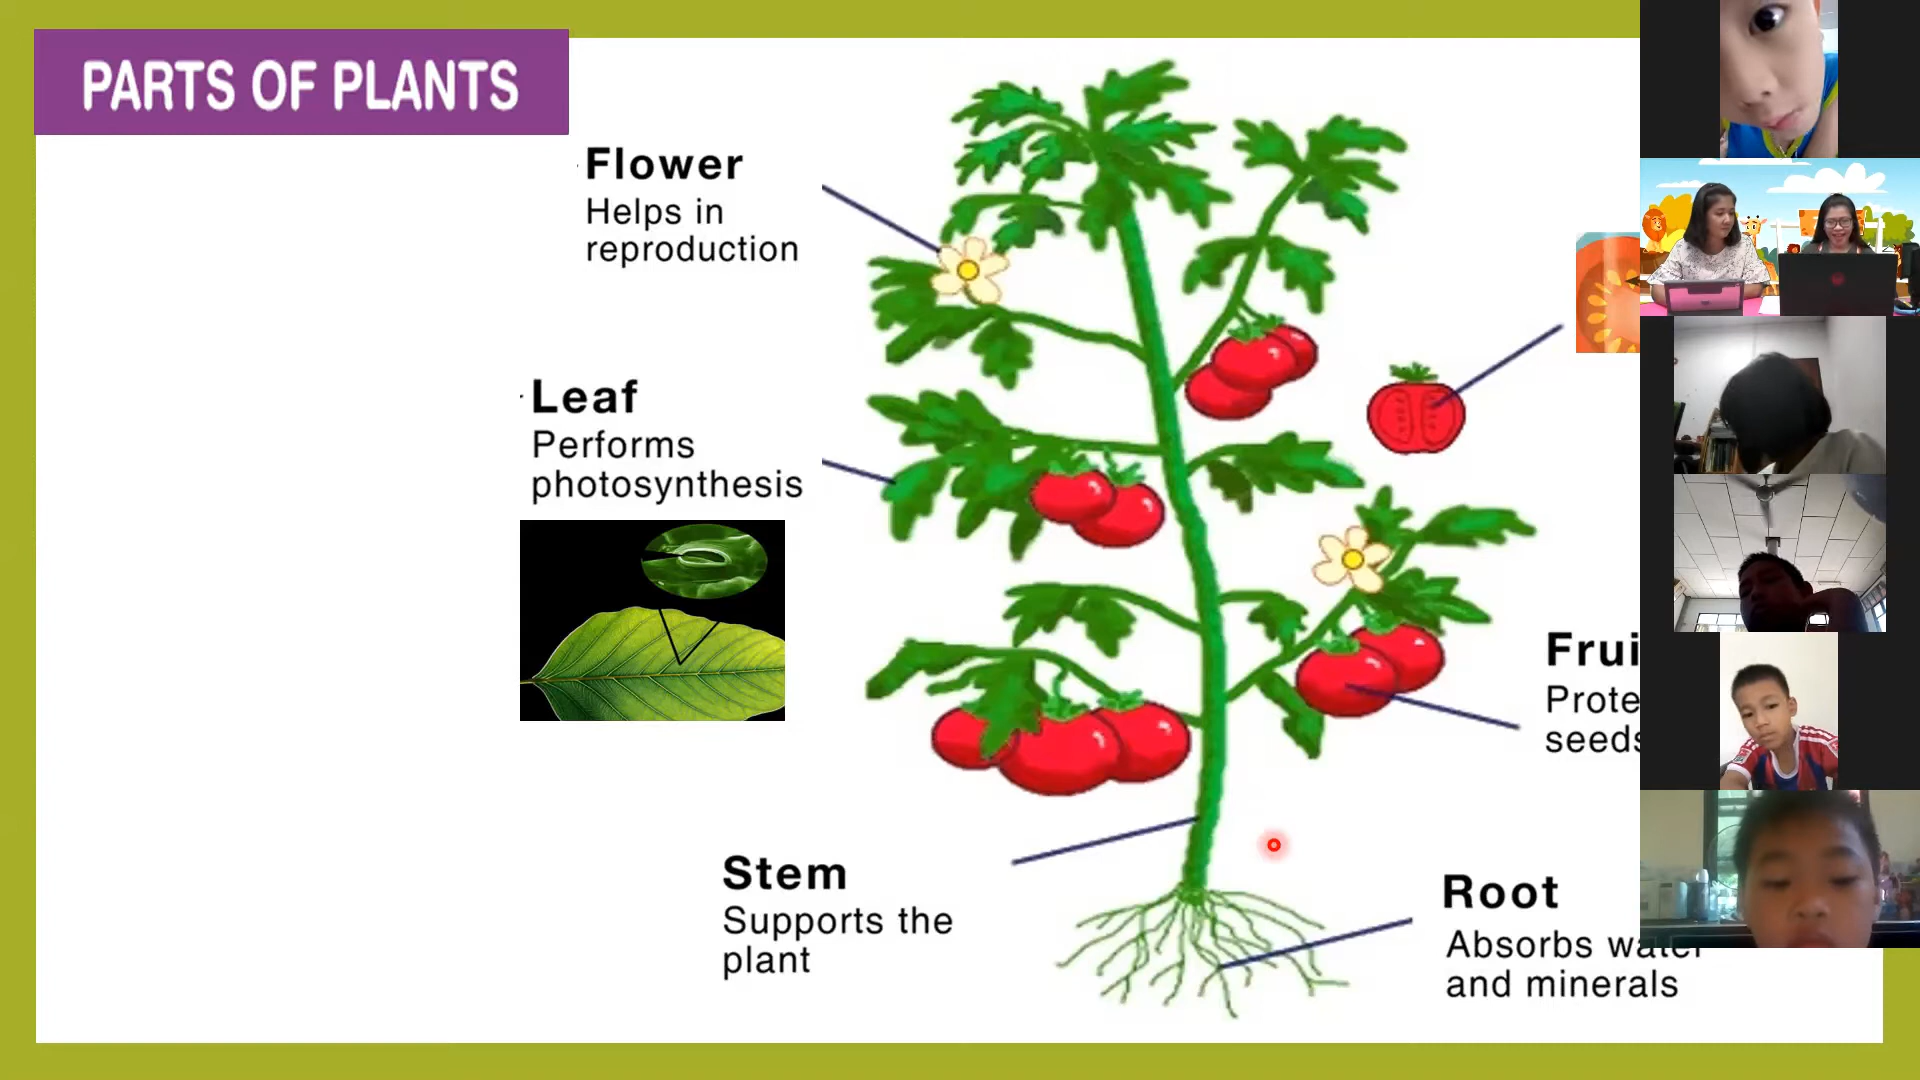 PARTS OF PLANTS
Flower
Helps in
reproduction
Leaf
Performs
photosynthesis
Frui
Prote
seeds
Stem
Supports the
plant
Root
Absorbs water
and minerals